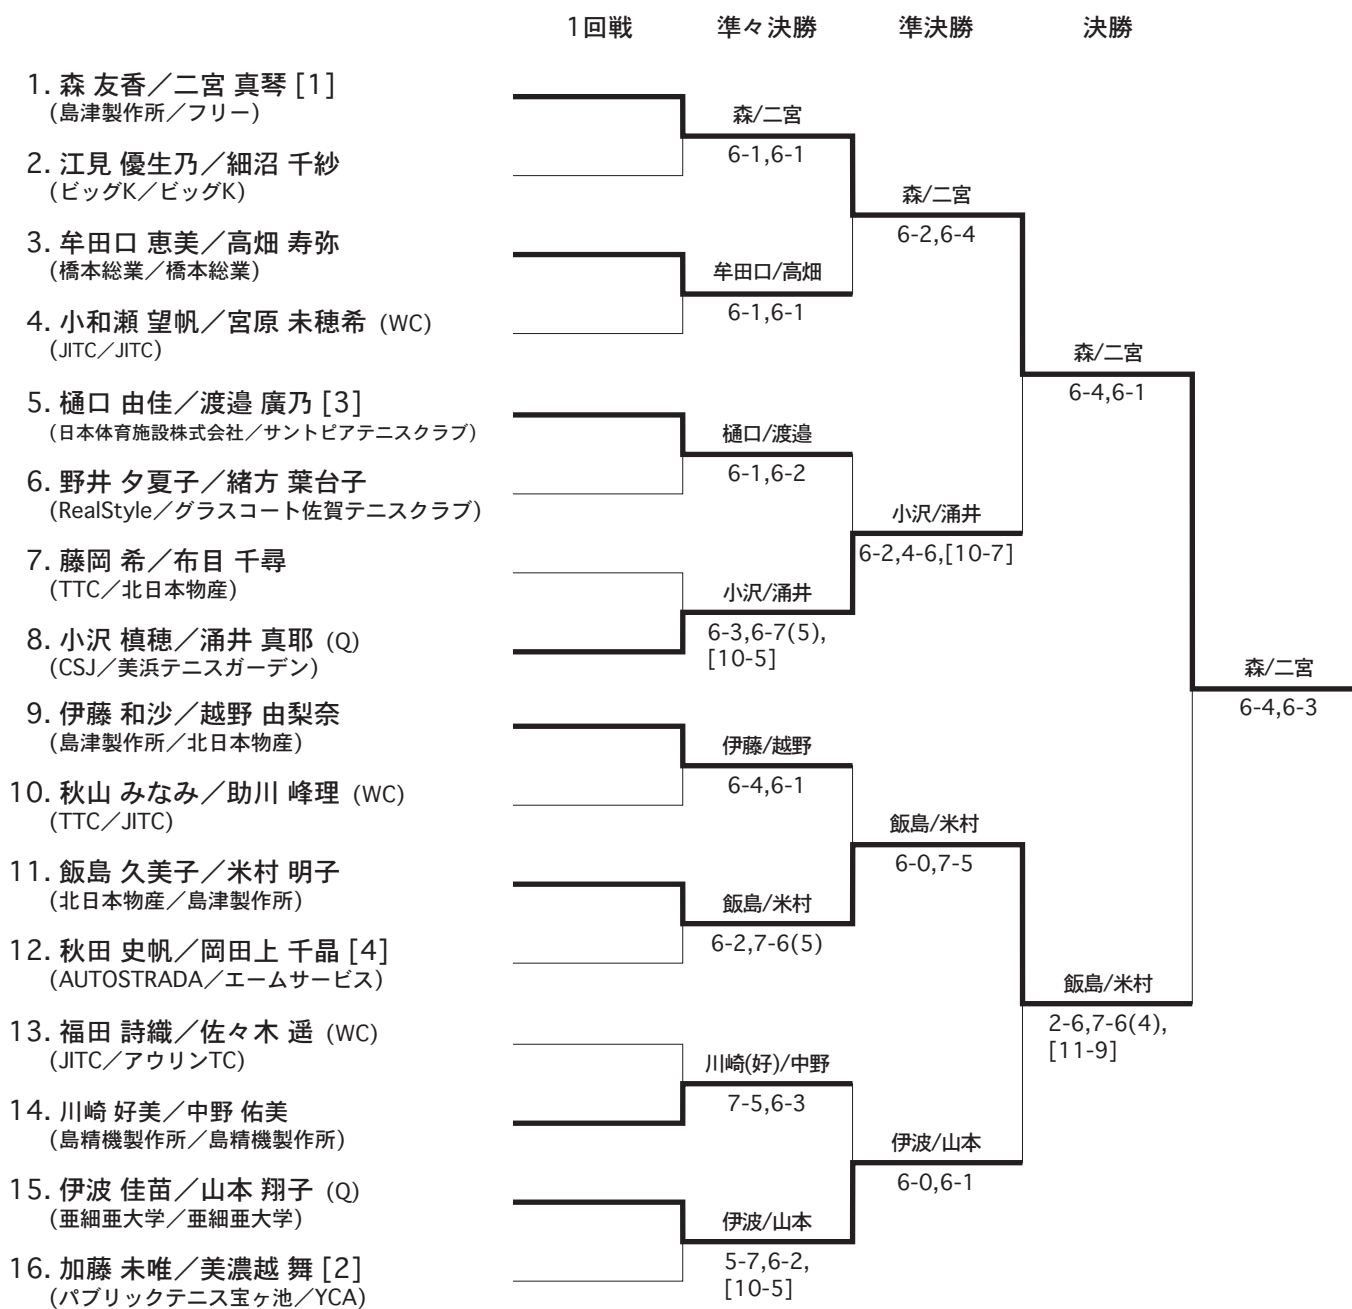 1回戦 準々決勝 準決勝 決勝
1. 森 友香／二宮 真琴 [1]
(島津製作所／フリー)
森/二宮
6-1,6-1
2. 江見 優生乃／細沼 千紗
(ビッグK／ビッグK)
森/二宮
6-2,6-4
3. 牟田口 恵美／高畑 寿弥
(橋本総業／橋本総業)
牟田口/高畑
6-1,6-1
4. 小和瀬 望帆／宮原 未穂希 (WC)
(JITC／JITC)
森/二宮
6-4,6-1
5. 樋口 由佳／渡邉 廣乃 [3]
(日本体育施設株式会社／サントピアテニスクラブ)
樋口/渡邉
6-1,6-2
6. 野井 夕夏子／緒方 葉台子
(RealStyle／グラスコート佐賀テニスクラブ)
小沢/涌井
6-2,4-6,[10-7]
7. 藤岡 希／布目 千尋
(TTC／北日本物産)
小沢/涌井
6-3,6-7(5),
[10-5]
8. 小沢 槙穂／涌井 真耶 (Q)
(CSJ／美浜テニスガーデン)
森/二宮
6-4,6-3
9. 伊藤 和沙／越野 由梨奈
(島津製作所／北日本物産)
伊藤/越野
6-4,6-1
10. 秋山 みなみ／助川 峰理 (WC)
(TTC／JITC)
飯島/米村
6-0,7-5
11. 飯島 久美子／米村 明子
(北日本物産／島津製作所)
飯島/米村
6-2,7-6(5)
12. 秋田 史帆／岡田上 千晶 [4]
(AUTOSTRADA／エームサービス)
飯島/米村
2-6,7-6(4),
[11-9]
13. 福田 詩織／佐々木 遥 (WC)
(JITC／アウリンTC)
川崎(好)/中野
7-5,6-3
14. 川崎 好美／中野 佑美
(島精機製作所／島精機製作所)
伊波/山本
6-0,6-1
15. 伊波 佳苗／山本 翔子 (Q)
(亜細亜大学／亜細亜大学)
伊波/山本
5-7,6-2,
[10-5]
16. 加藤 未唯／美濃越 舞 [2]
(パブリックテニス宝ヶ池／YCA)